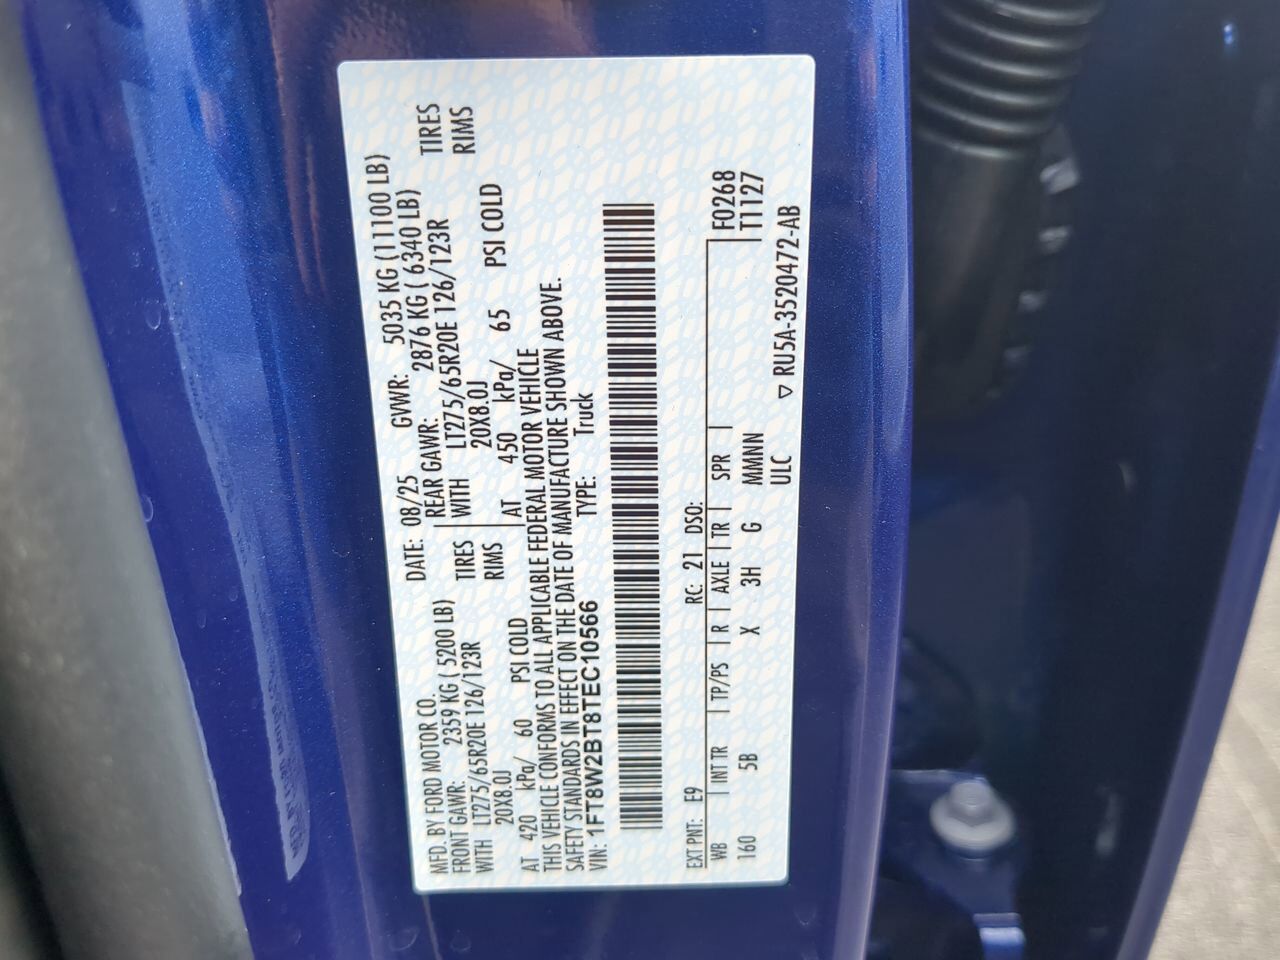 MFD. BY FORD MOTOR CO. DATE: 08/25 GVWR: 5035 KG (11100 LB)
FRONT GAWR: 2359 KG ( 5200 LB) REAR GAWR: 2876 KG ( 6340 LB)
WITH LT275/65R20E 126/123R TIRES WITH LT275/65R20E 126/123R TIRES
20X8.0J RIMS 20X8.0J RIMS
AT 420 kPa/ 60 PSI COLD AT 450 kPa/ 65 PSI COLD
THIS VEHICLE CONFORMS TO ALL APPLICABLE FEDERAL MOTOR VEHICLE
SAFETY STANDARDS IN EFFECT ON THE DATE OF MANUFACTURE SHOWN ABOVE.
VIN: 1FT8W2BT8TEC10566 TYPE: Truck
EXT PNT: E9 RC: 21 DSO:
WB INT TR TP/PS R AXLE TR SPR F0268
160 5B X 3H G MMNN T1127
ULC ▽ RU5A-3520472-AB